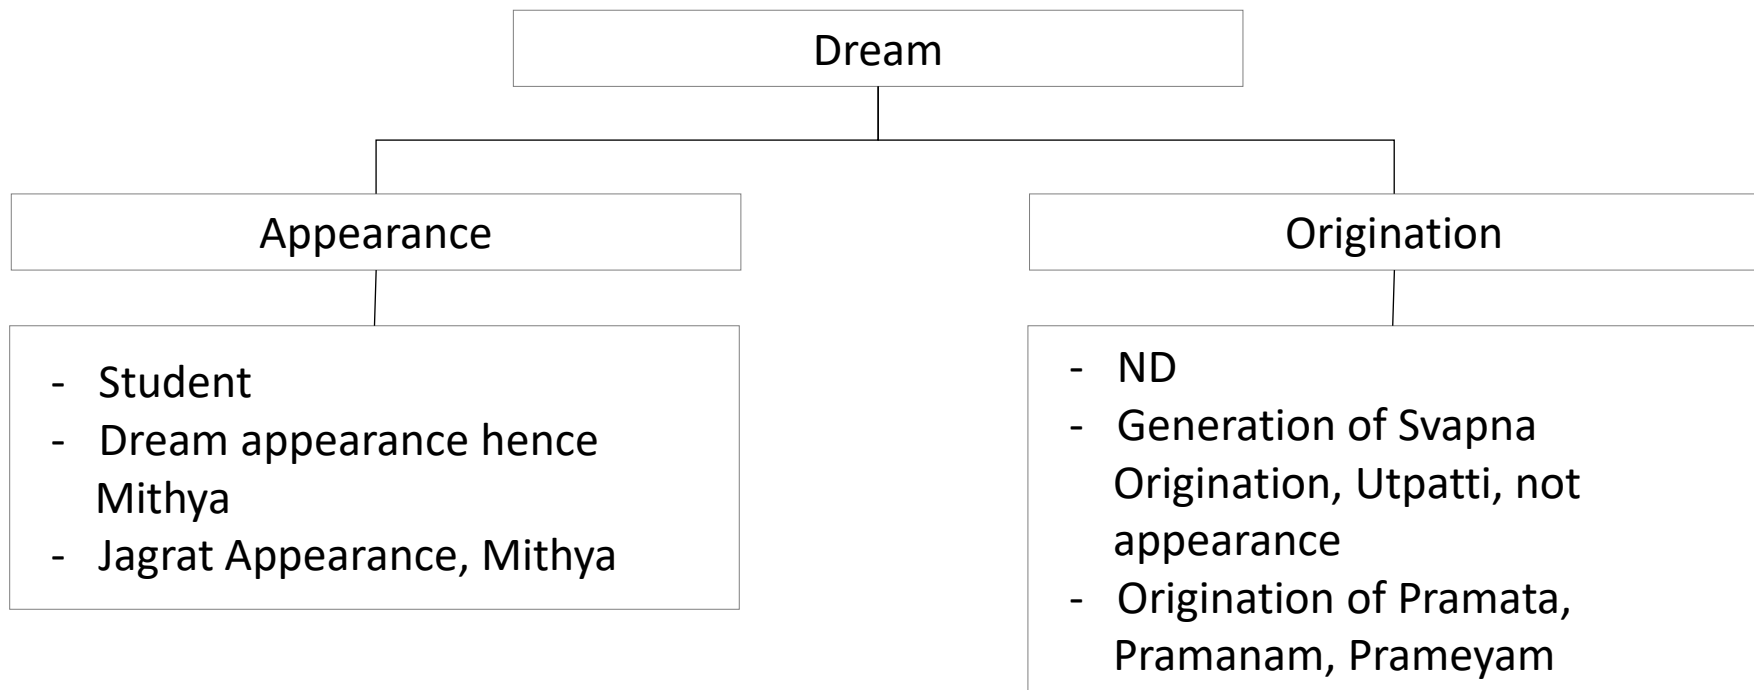 Dream
Appearance
Origination
- Student
- Dream appearance hence
Mithya
- Jagrat Appearance, Mithya
- ND
- Generation of Svapna
Origination, Utpatti, not
appearance
- Origination of Pramata,
Pramanam, Prameyam